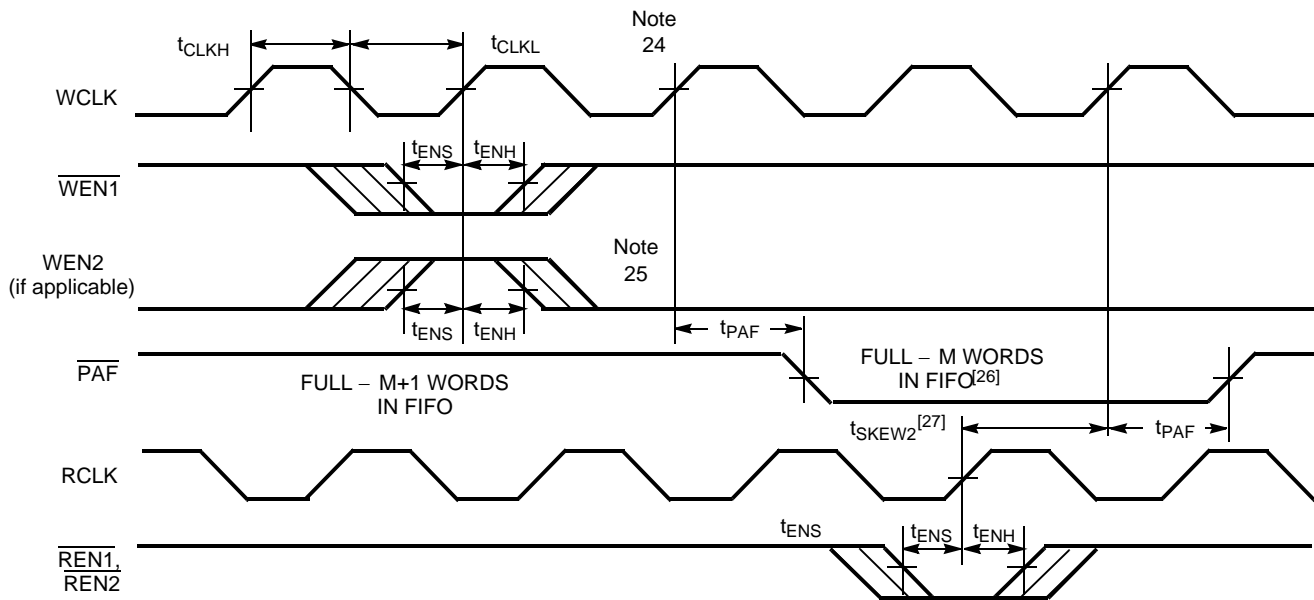 Note
24
tCLKH
tCLKL
WCLK
tENS
tENH
WEN1
WEN2
(if applicable)
Note
25
tENS
tENH
tPAF
PAF
FULL – M+1 WORDS
IN FIFO
FULL – M WORDS
IN FIFO[26]
tSKEW2[27]
tPAF
RCLK
tENS
tENS
tENH
REN1,
REN2